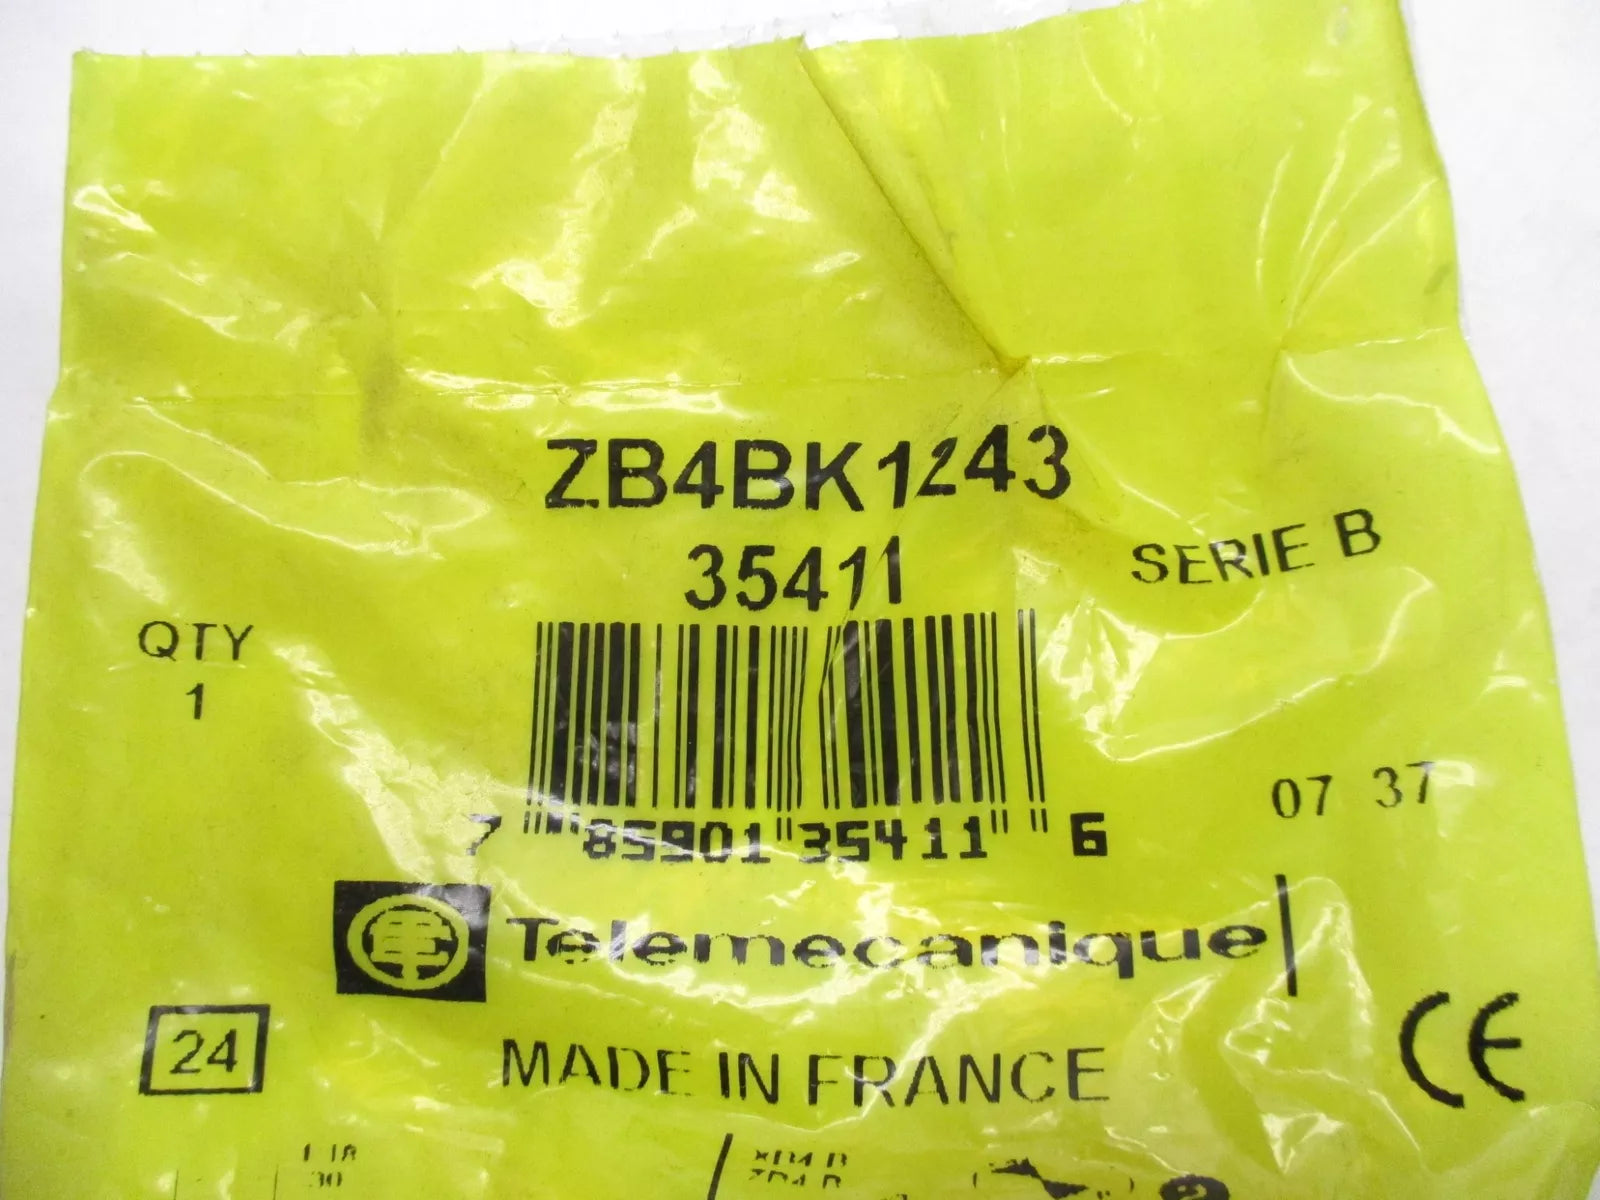 ZB4BK1243
35411
SERIE B
QTY
1
07 37
7 85901 35411 6
Telemecanique
24
MADE IN FRANCE
CE